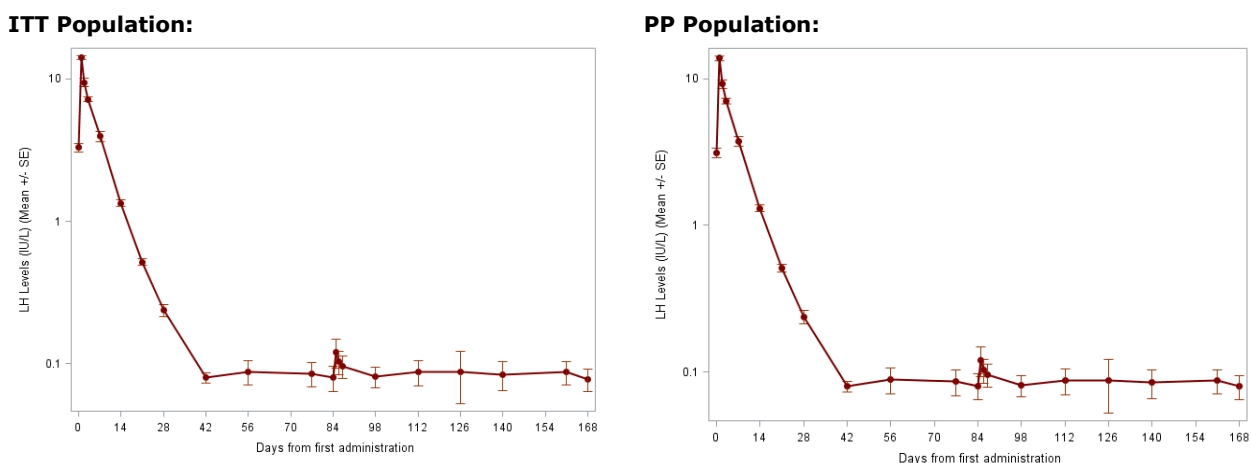 ITT Population:
PP Population:
LH Levels (IU/L) (Mean +/- SE)
10
1
0.1
0 14 28 42 56 70 84 98 112 126 140 154 168
Days from first administration
LH Levels (IU/L) (Mean +/- SE)
10
1
0.1
0 14 28 42 56 70 84 98 112 126 140 154 168
Days from first administration